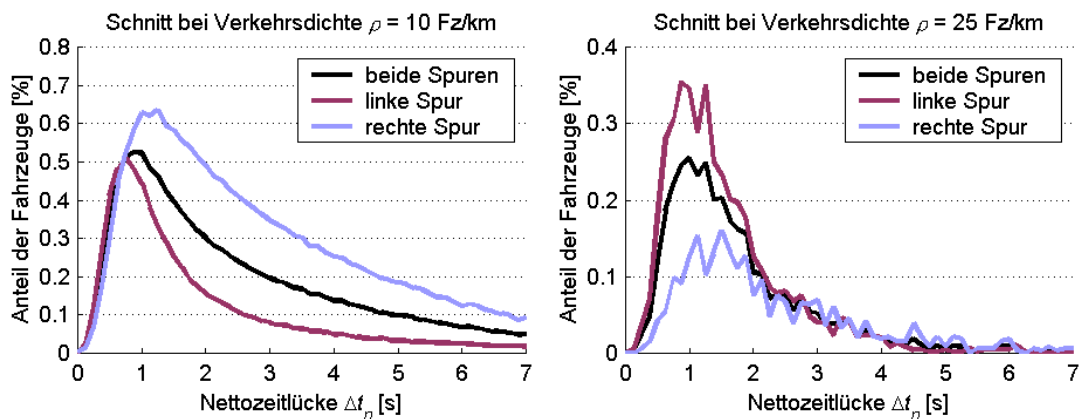 Schnitt bei Verkehrsdichte ρ = 10 Fz/km
Anteil der Fahrzeuge [%]
0.8
0.7
0.6
0.5
0.4
0.3
0.2
0.1
0
beide Spuren
linke Spur
rechte Spur
0 1 2 3 4 5 6 7
Nettozeitlücke Δtn [s]
Schnitt bei Verkehrsdichte ρ = 25 Fz/km
Anteil der Fahrzeuge [%]
0.4
0.3
0.2
0.1
0
beide Spuren
linke Spur
rechte Spur
0 1 2 3 4 5 6 7
Nettozeitlücke Δtn [s]